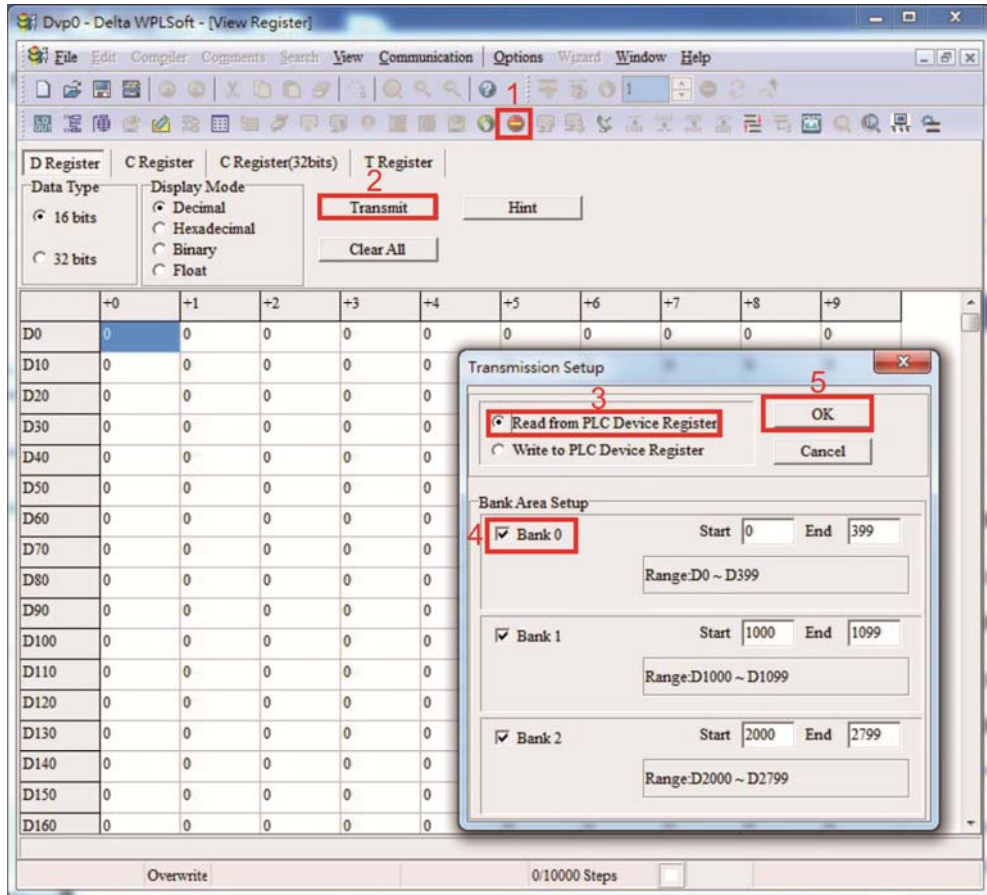 Dvp0 - Delta WPLSoft - [View Register]
File Edit Compiler Comments Search View Communication Options Wizard Window Help
1
1
D Register C Register C Register(32bits) T Register
2
Data Type Display Mode
16 bits Decimal Transmit Hint
Hexadecimal
32 bits Binary Clear All
Float
+0 +1 +2 +3 +4 +5 +6 +7 +8 +9
D0 0 0 0 0 0 0 0 0 0 0
D10 0 0 0 0 0
D20 0 0 0 0 0
D30 0 0 0 0 0
D40 0 0 0 0 0
D50 0 0 0 0 0
D60 0 0 0 0 0
D70 0 0 0 0 0
D80 0 0 0 0 0
D90 0 0 0 0 0
D100 0 0 0 0 0
D110 0 0 0 0 0
D120 0 0 0 0 0
D130 0 0 0 0 0
D140 0 0 0 0 0
D150 0 0 0 0 0
D160 0 0 0 0 0
Transmission Setup
3 5
Read from PLC Device Register OK
Write to PLC Device Register Cancel
Bank Area Setup
4 Bank 0 Start 0 End 399
Range:D0 ~ D399
Bank 1 Start 1000 End 1099
Range:D1000 ~ D1099
Bank 2 Start 2000 End 2799
Range:D2000 ~ D2799
Overwrite 0/10000 Steps